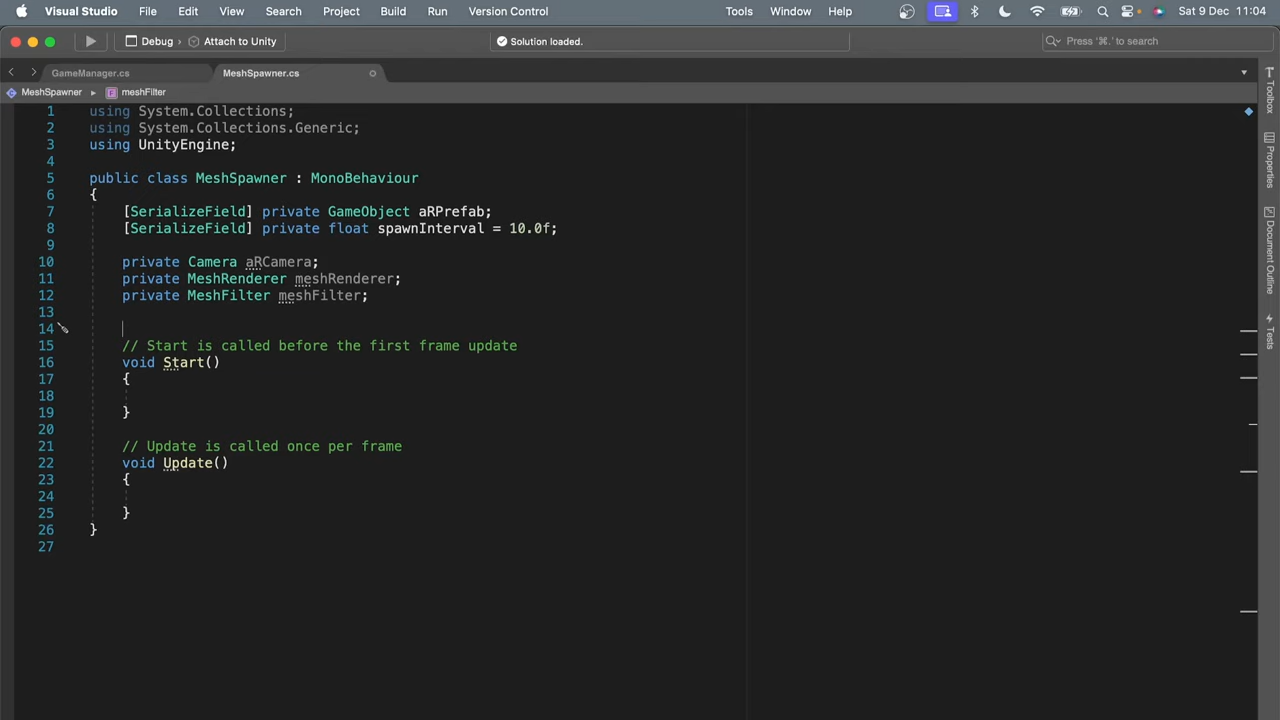 Visual Studio File Edit View Search Project Build Run Version Control Tools Window Help Sat 9 Dec 11:04
Debug › Attach to Unity Solution loaded. Press '⌘.' to search
GameManager.cs MeshSpawner.cs
MeshSpawner ▸ meshFilter
1 using System.Collections;
2 using System.Collections.Generic;
3 using UnityEngine;
4
5 public class MeshSpawner : MonoBehaviour
6 {
7 [SerializeField] private GameObject aRPrefab;
8 [SerializeField] private float spawnInterval = 10.0f;
9
10 private Camera aRCamera;
11 private MeshRenderer meshRenderer;
12 private MeshFilter meshFilter;
13
14
15 // Start is called before the first frame update
16 void Start()
17 {
18
19 }
20
21 // Update is called once per frame
22 void Update()
23 {
24
25 }
26 }
27
Toolbox
Properties
Document Outline
Tests